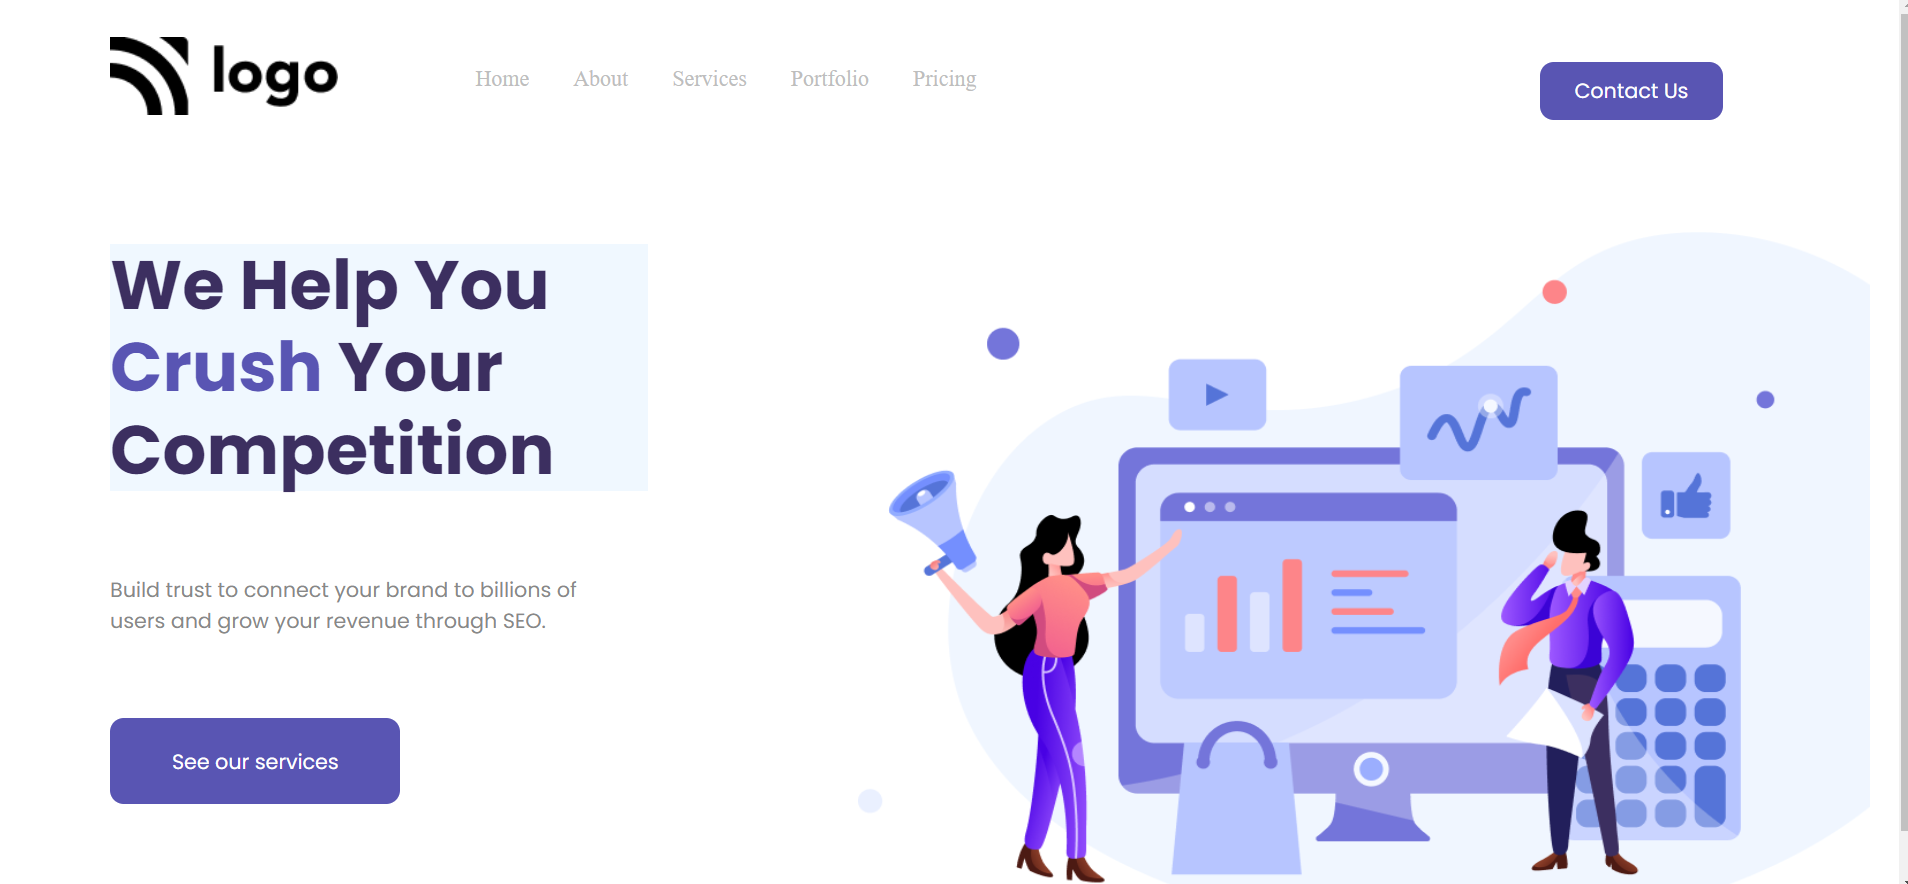 logo
Home About Services Portfolio Pricing
Contact Us
We Help You
Crush Your
Competition
Build trust to connect your brand to billions of
users and grow your revenue through SEO.
See our services